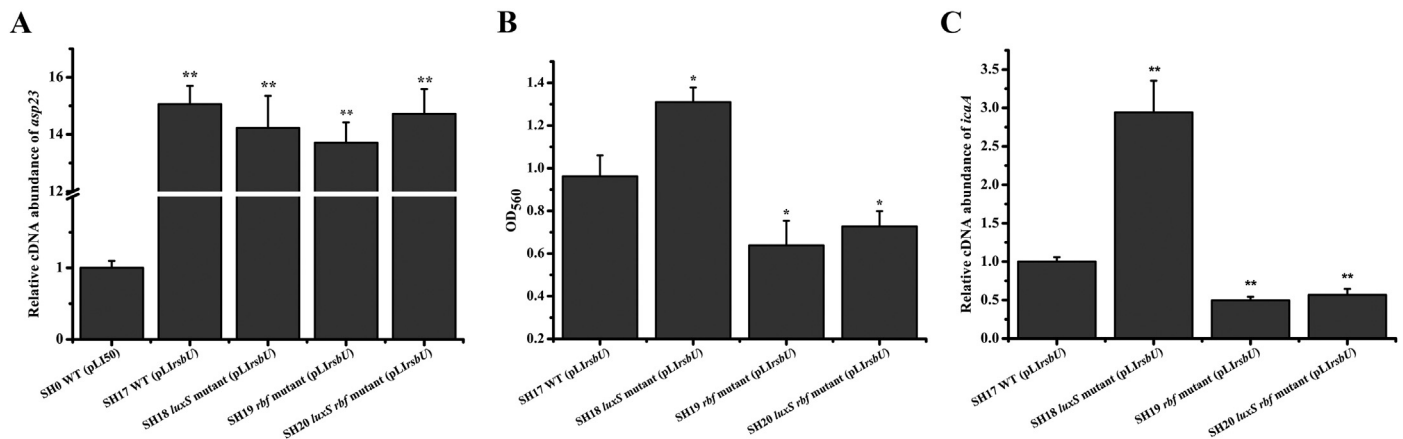 A
Relative cDNA abundance of asp23
16
14
12
1
0
**
**
**
**
SH0 WT (pLI50)
SH17 WT (pLIrsbU)
SH18 luxS mutant (pLIrsbU)
SH19 rbf mutant (pLIrsbU)
SH20 luxS rbf mutant (pLIrsbU)
B
OD560
1.4
1.2
1.0
0.8
0.6
0.4
0.2
*
*
*
SH17 WT (pLIrsbU)
SH18 luxS mutant (pLIrsbU)
SH19 rbf mutant (pLIrsbU)
SH20 luxS rbf mutant (pLIrsbU)
C
Relative cDNA abundance of icaA
3.5
3.0
2.5
2.0
1.5
1.0
0.5
0.0
**
**
**
SH17 WT (pLIrsbU)
SH18 luxS mutant (pLIrsbU)
SH19 rbf mutant (pLIrsbU)
SH20 luxS rbf mutant (pLIrsbU)